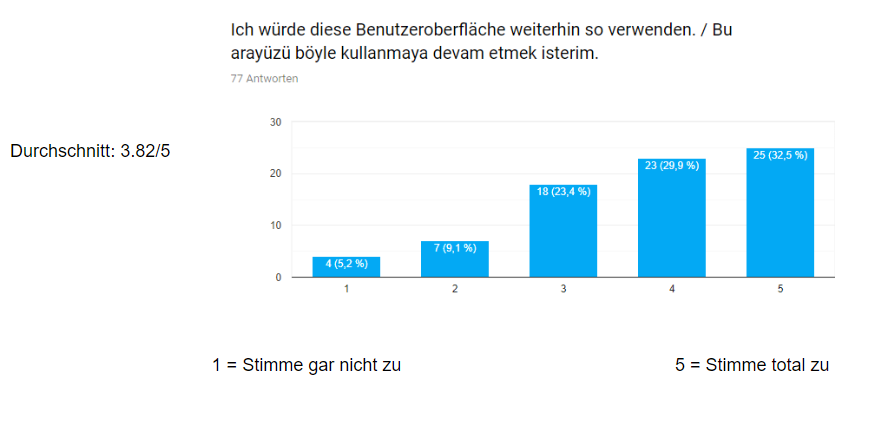 Ich würde diese Benutzeroberfläche weiterhin so verwenden. / Bu
arayüzü böyle kullanmaya devam etmek isterim.
77 Antworten
Durchschnitt: 3.82/5
30
20
10
0
4 (5,2 %)
7 (9,1 %)
18 (23,4 %)
23 (29,9 %)
25 (32,5 %)
1
2
3
4
5
1 = Stimme gar nicht zu
5 = Stimme total zu